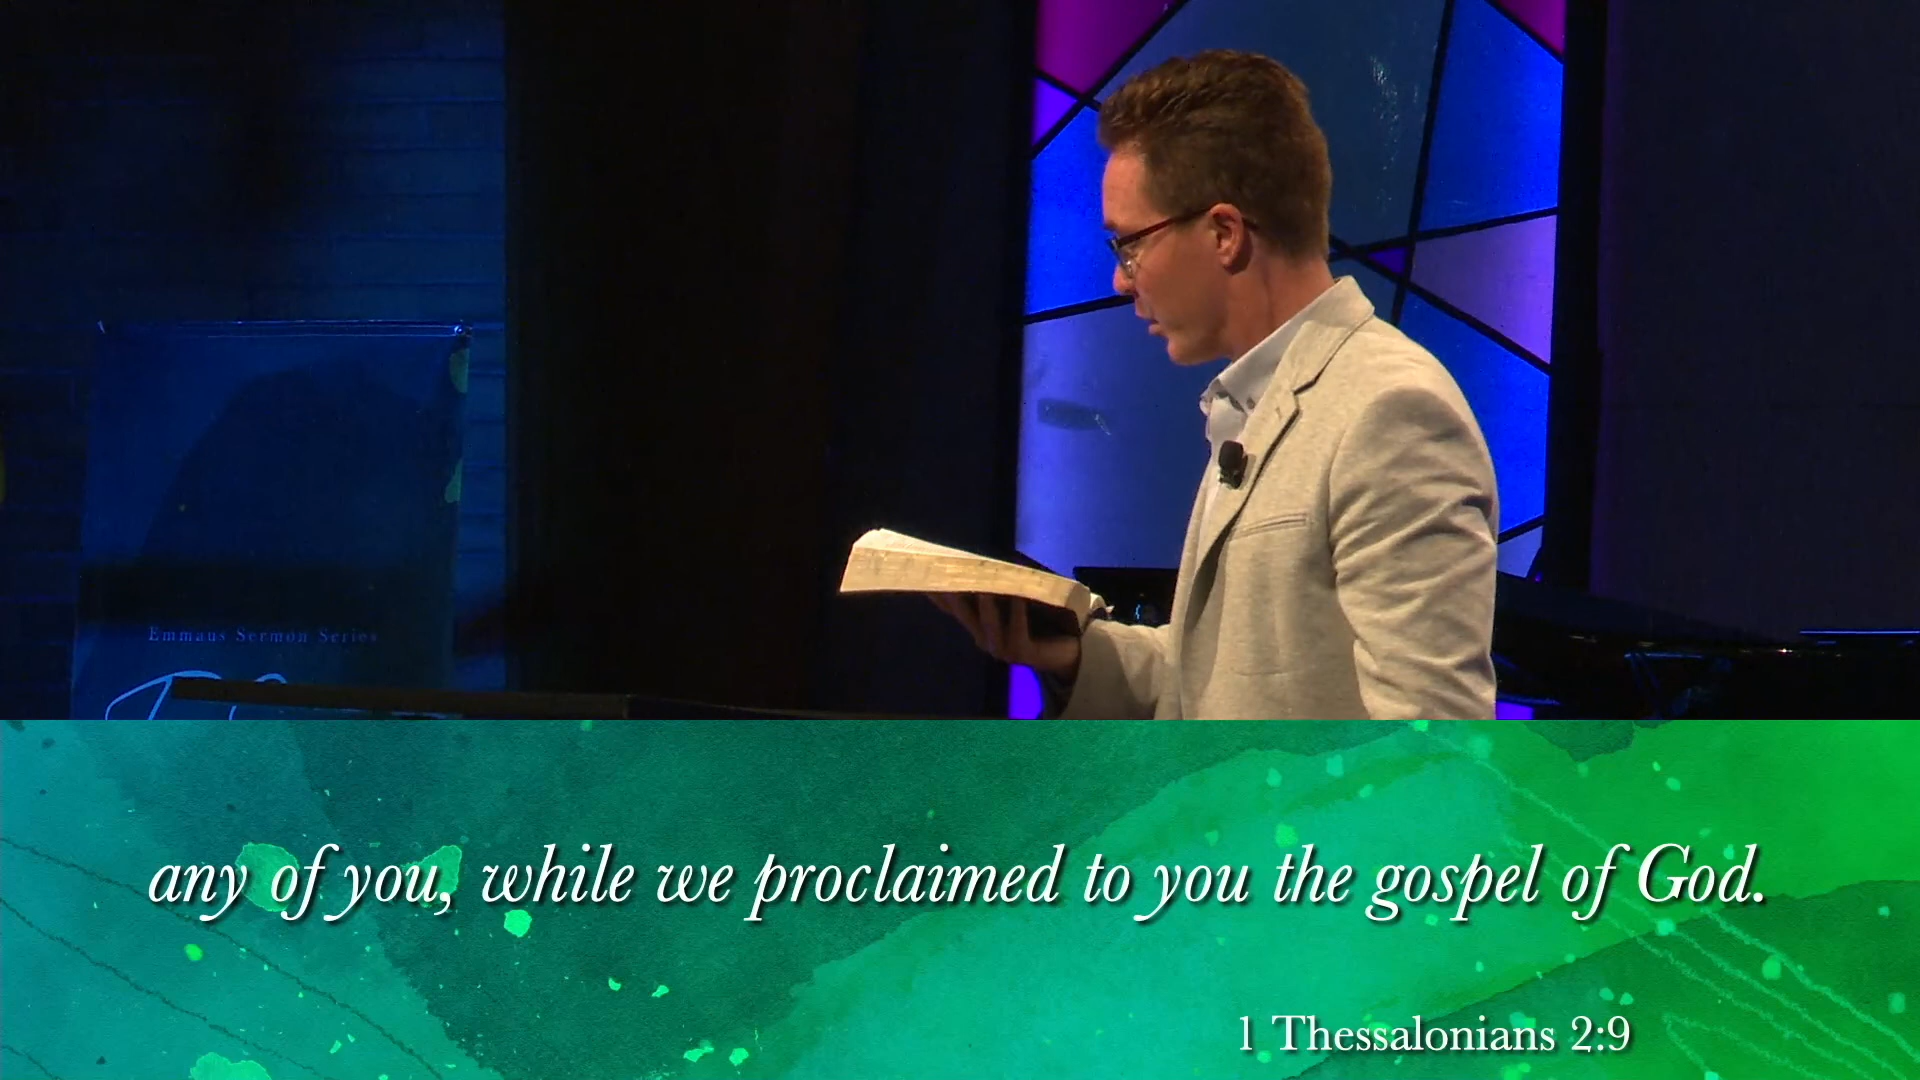 Emmaus Sermon Series
any of you, while we proclaimed to you the gospel of God.
1 Thessalonians 2:9